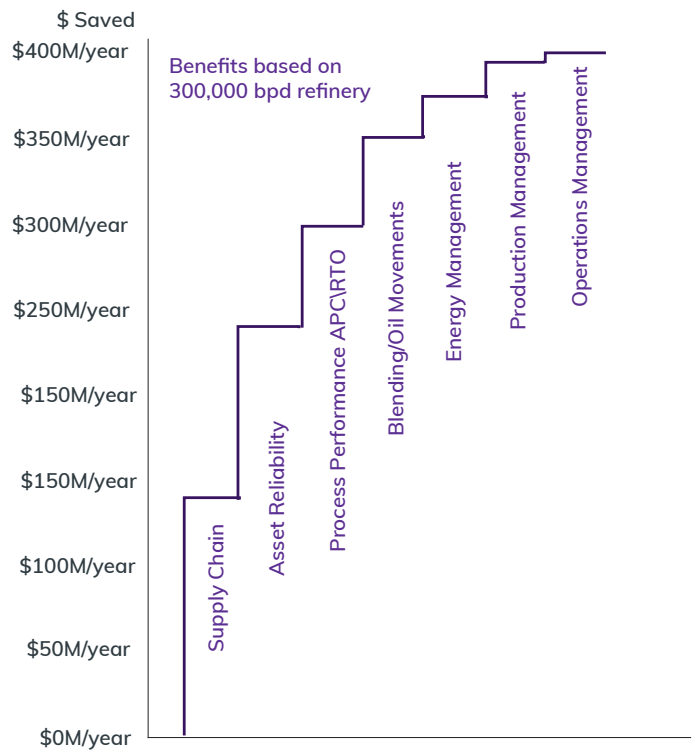 $ Saved
$400M/year
Benefits based on
300,000 bpd refinery
$350M/year
$300M/year
$250M/year
$150M/year
$150M/year
$100M/year
$50M/year
$0M/year
Supply Chain
Asset Reliability
Process Performance APC\RTO
Blending/Oil Movements
Energy Management
Production Management
Operations Management